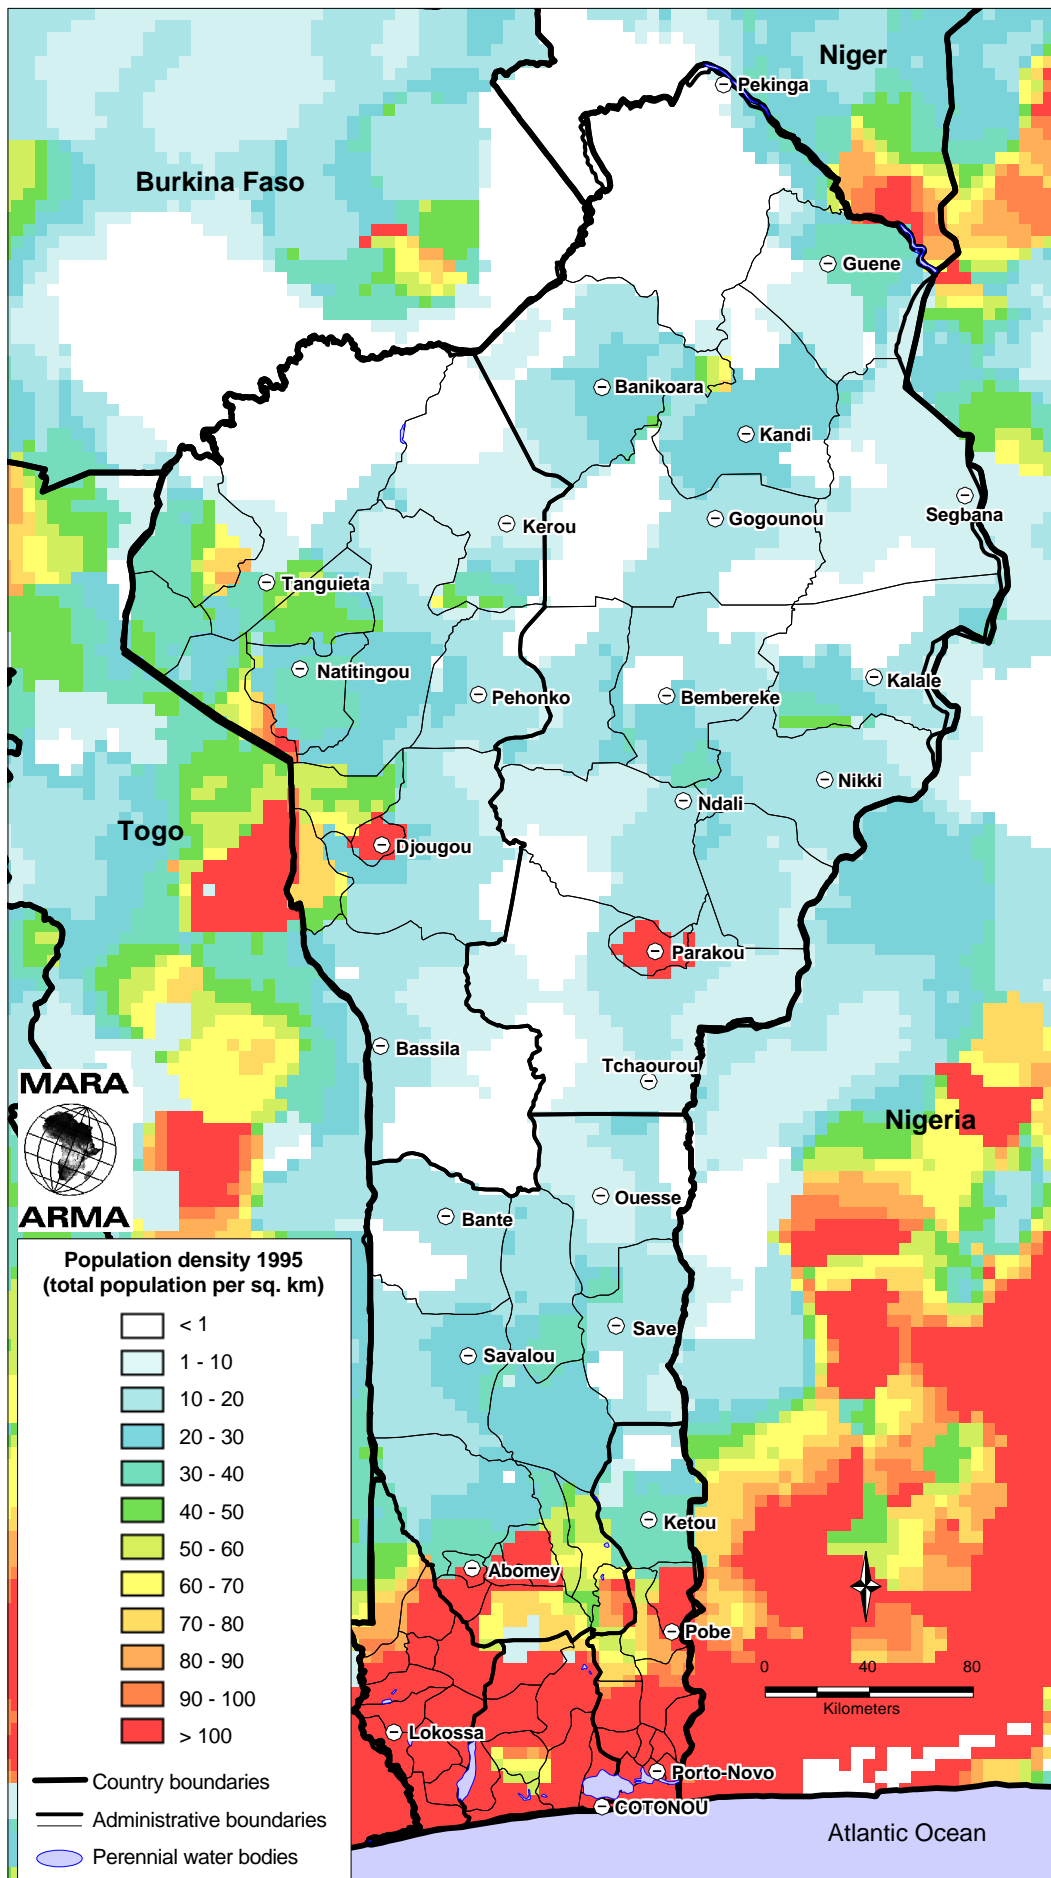 Niger
Pekinga
Burkina Faso
Guene
Banikoara
Kandi
Segbana
Gogounou
Kerou
Tanguieta
Natitingou
Pehonko
Bembereke
Kalale
Nikki
Ndali
Togo
Djougou
Parakou
Bassila
Tchaourou
MARA
ARMA
Nigeria
Ouesse
Bante
Save
Savalou
Population density 1995
(total population per sq. km)
< 1
1 - 10
10 - 20
20 - 30
30 - 40
40 - 50
50 - 60
60 - 70
70 - 80
80 - 90
90 - 100
> 100
Country boundaries
Administrative boundaries
Perennial water bodies
Ketou
Abomey
Pobe
0 40 80
Kilometers
Lokossa
Porto-Novo
COTONOU
Atlantic Ocean